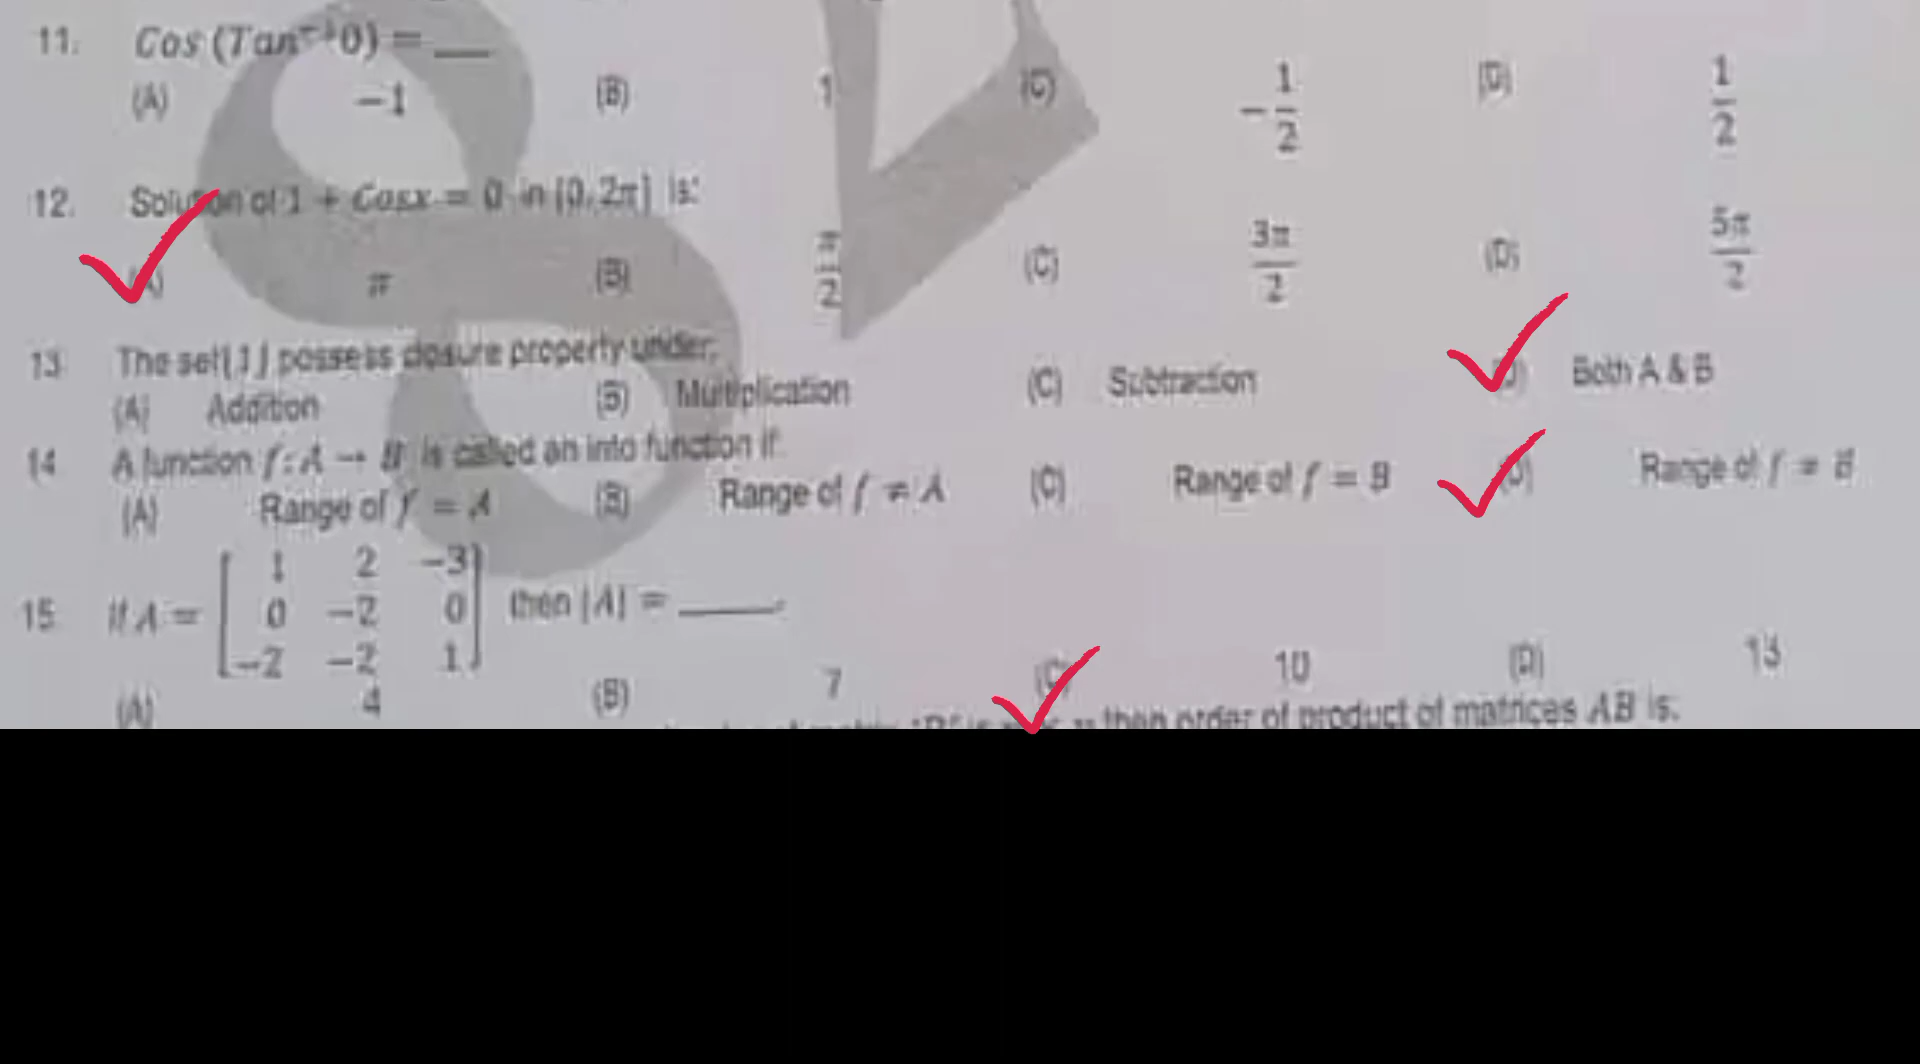 11. Cos (Tan⁻¹0) = ___
(A) −1 (B) 1 (C) −1/2 (D) 1/2
12. Solution of 1 + Cosx = 0 in [0, 2π] is:
(A) π (B) π/2 (C) 3π/2 (D) 5π/2
13 The set{1} possess closure property under:
(A) Addition (B) Multiplication (C) Subtraction (D) Both A & B
14 A function f: A → B is called an into function if:
(A) Range of f = A (B) Range of f ≠ A (C) Range of f = B (D) Range of f ≠ B
15. If A = [1 2 −3
0 −2 0
−2 −2 1] then |A| = ____.
(A) 4 (B) 7 (C) 10 (D) 13
then order of product of matrices AB is: